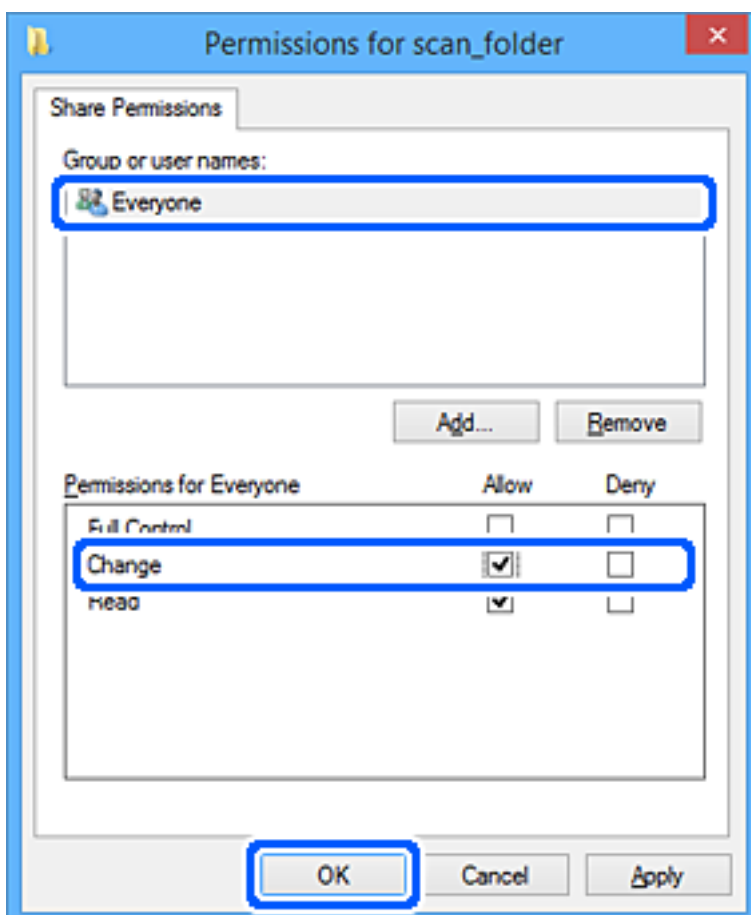 Permissions for scan_folder
Share Permissions
Group or user names:
Everyone
Add... Remove
Permissions for Everyone Allow Deny
Full Control
Change
Read
OK Cancel Apply